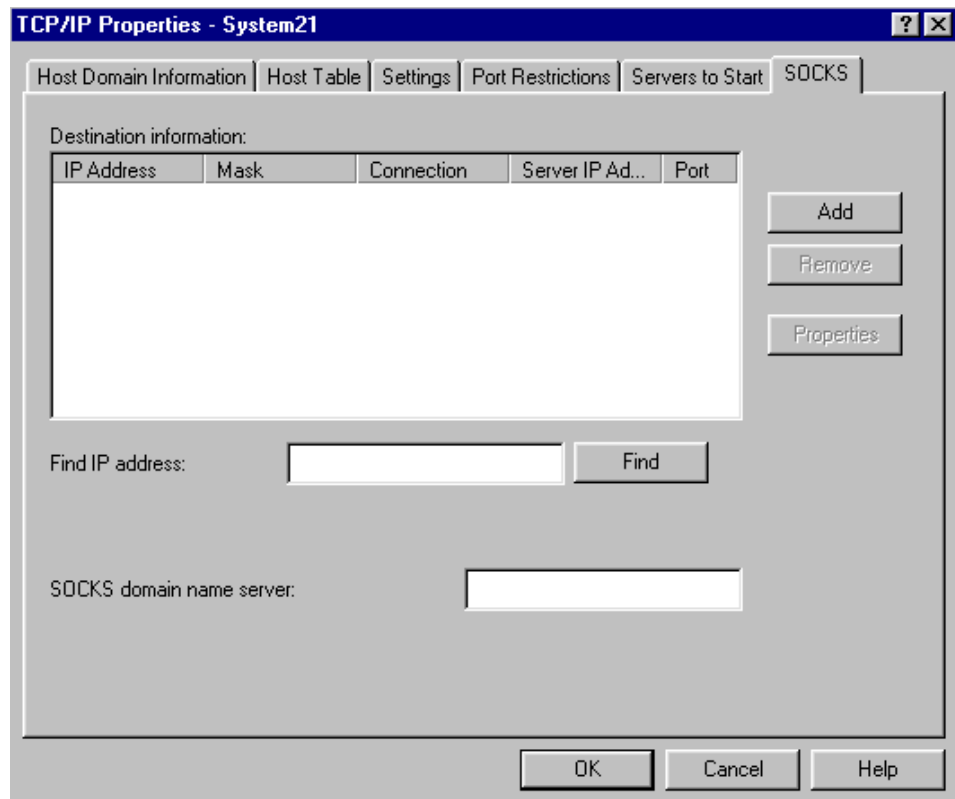 TCP/IP Properties - System21
Host Domain Information Host Table Settings Port Restrictions Servers to Start SOCKS
Destination information:
IP Address Mask Connection Server IP Ad... Port
Add
Remove
Properties
Find IP address: Find
SOCKS domain name server:
OK Cancel Help